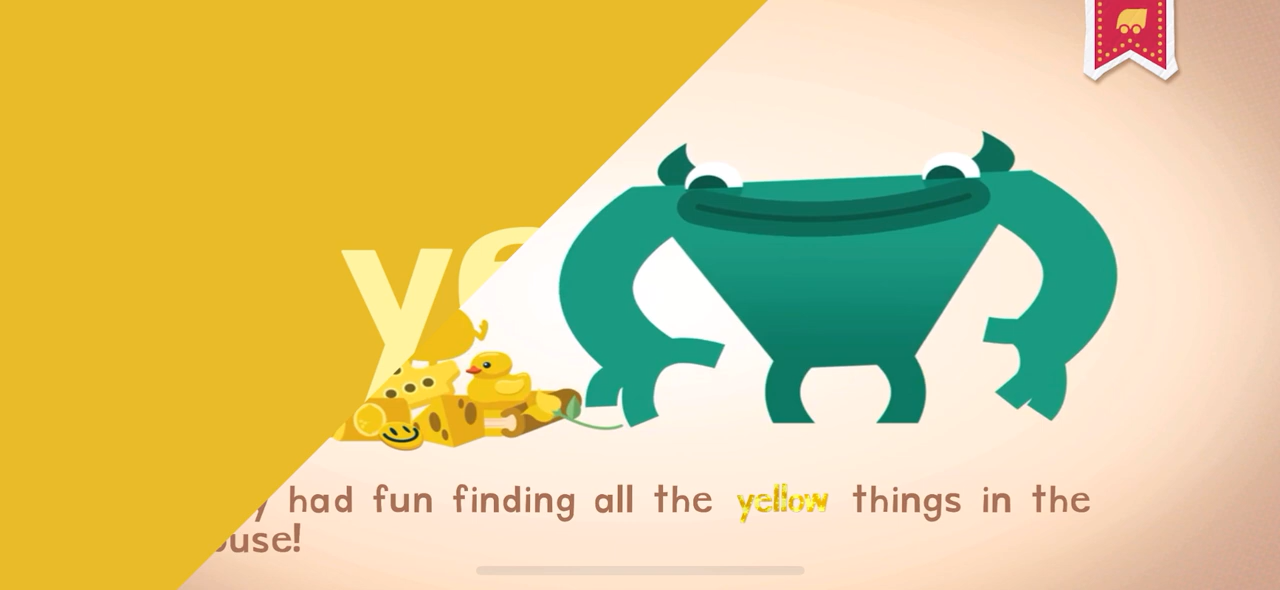 ye
y had fun finding all the yellow things in the
ouse!